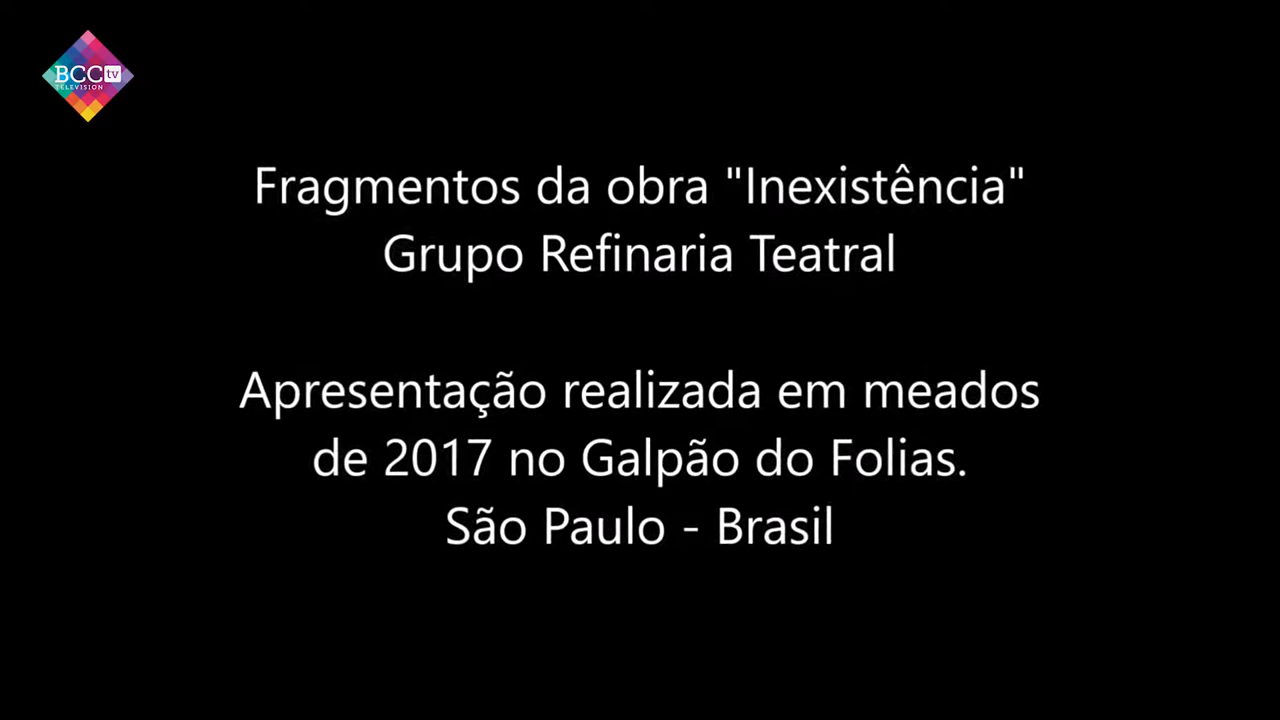 BCC tv
TELEVISION
Fragmentos da obra "Inexistência"
Grupo Refinaria Teatral
Apresentação realizada em meados
de 2017 no Galpão do Folias.
São Paulo - Brasil